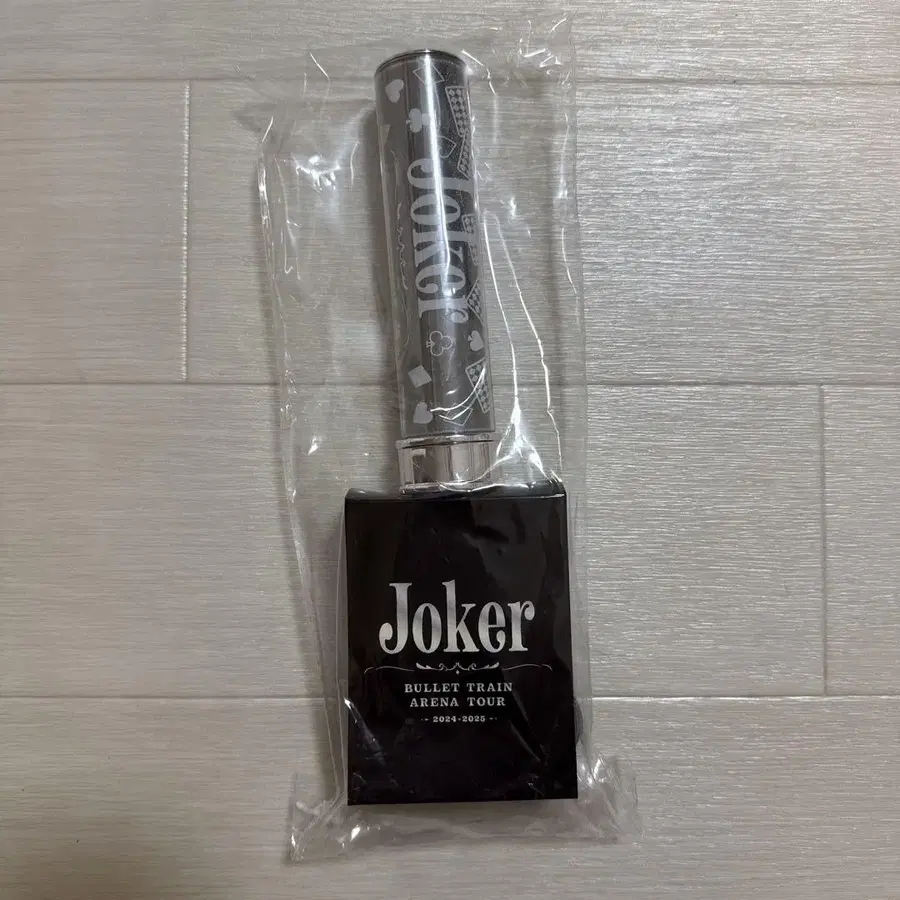 Joker
Joker
BULLET TRAIN
ARENA TOUR
- 2024-2025 -